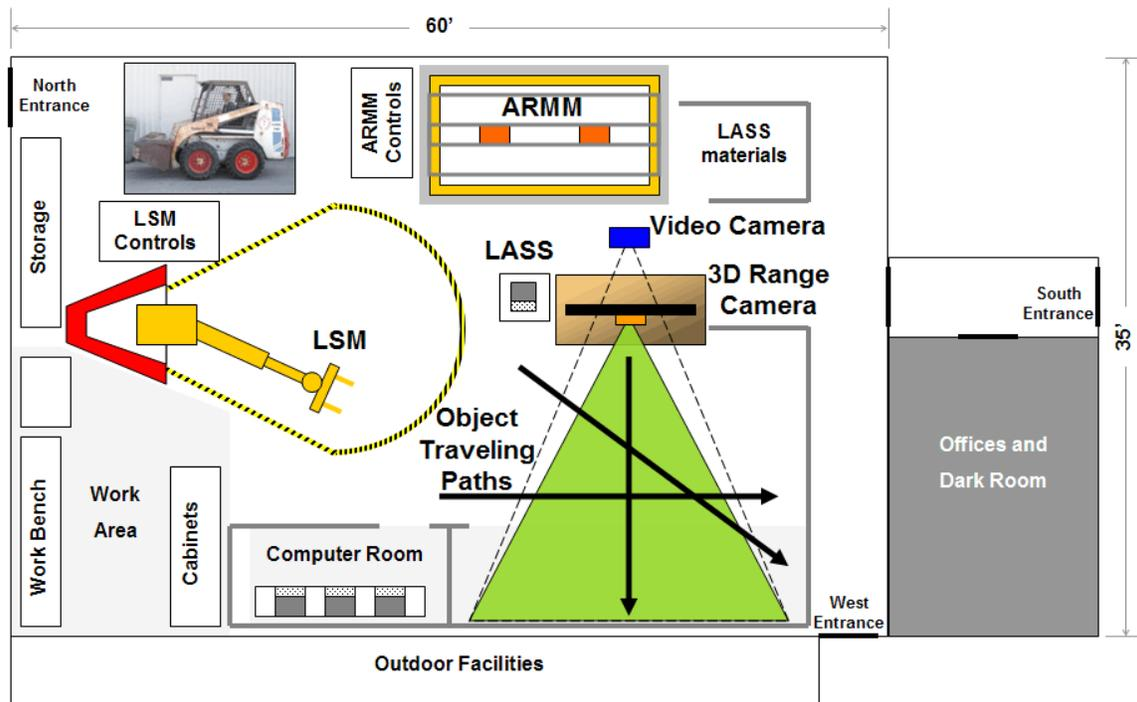 60’
North
Entrance
ARMM
Controls
ARMM
LASS
materials
Storage
LSM
Controls
Video Camera
LASS
3D Range
Camera
South
Entrance
35’
LSM
Object
Traveling
Paths
Offices and
Dark Room
Work Bench
Work
Area
Cabinets
Computer Room
West
Entrance
Outdoor Facilities